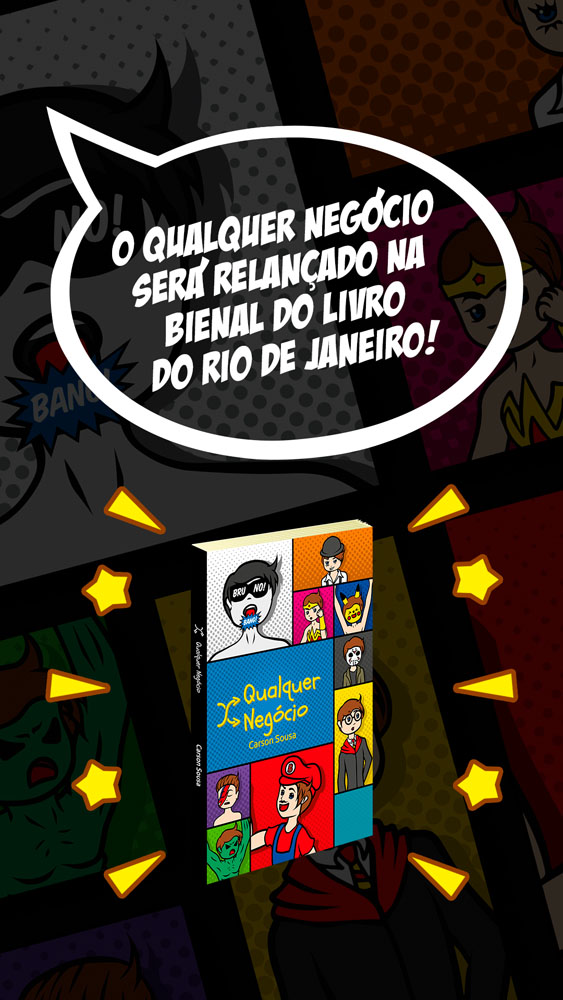 O QUALQUER NEGÓCIO
SERÁ RELANÇADO NA
BIENAL DO LIVRO
DO RIO DE JANEIRO!
NO!
BANG!
BRU NO!
BANG!
Qualquer
Negócio
Carson Sousa
Qualquer Negócio
Carson Sousa